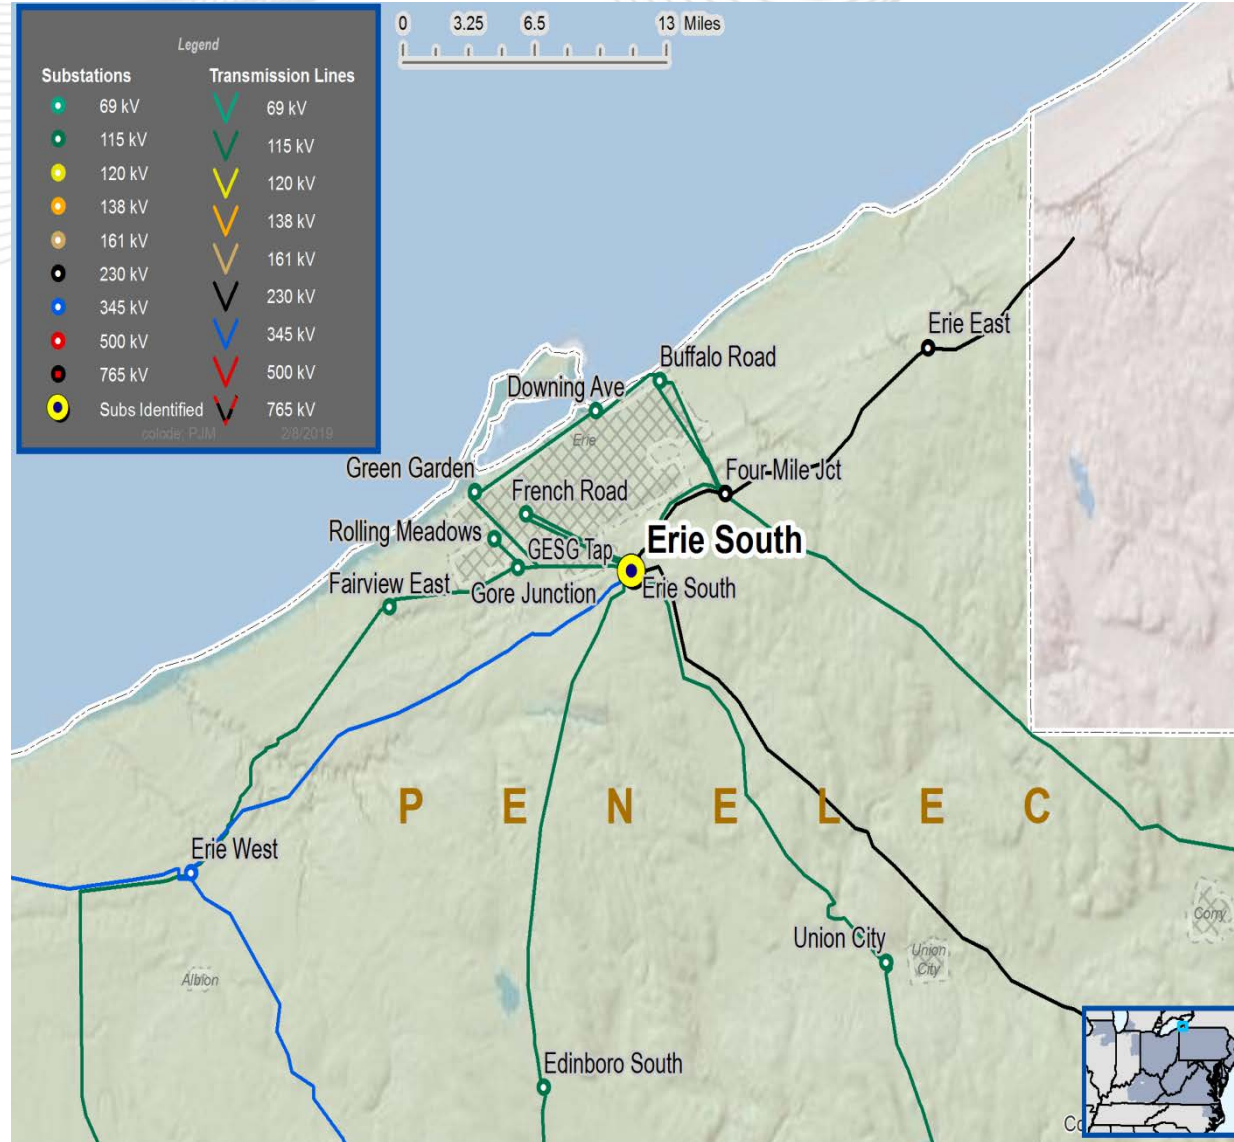 Legend
Substations
Transmission Lines
69 kV
69 kV
115 kV
115 kV
120 kV
120 kV
138 kV
138 kV
161 kV
161 kV
230 kV
230 kV
345 kV
345 kV
500 kV
500 kV
765 kV
765 kV
Subs Identified
colode, PJM
2/8/2019
0 3.25 6.5 13 Miles
Erie East
Buffalo Road
Downing Ave
Erie
Green Garden
Four-Mile Jct
French Road
Rolling Meadows
Erie South
GESG Tap
Fairview East
Gore Junction
Erie South
P E N E L E C
Erie West
Albion
Union City
Union
City
Corry
Edinboro South